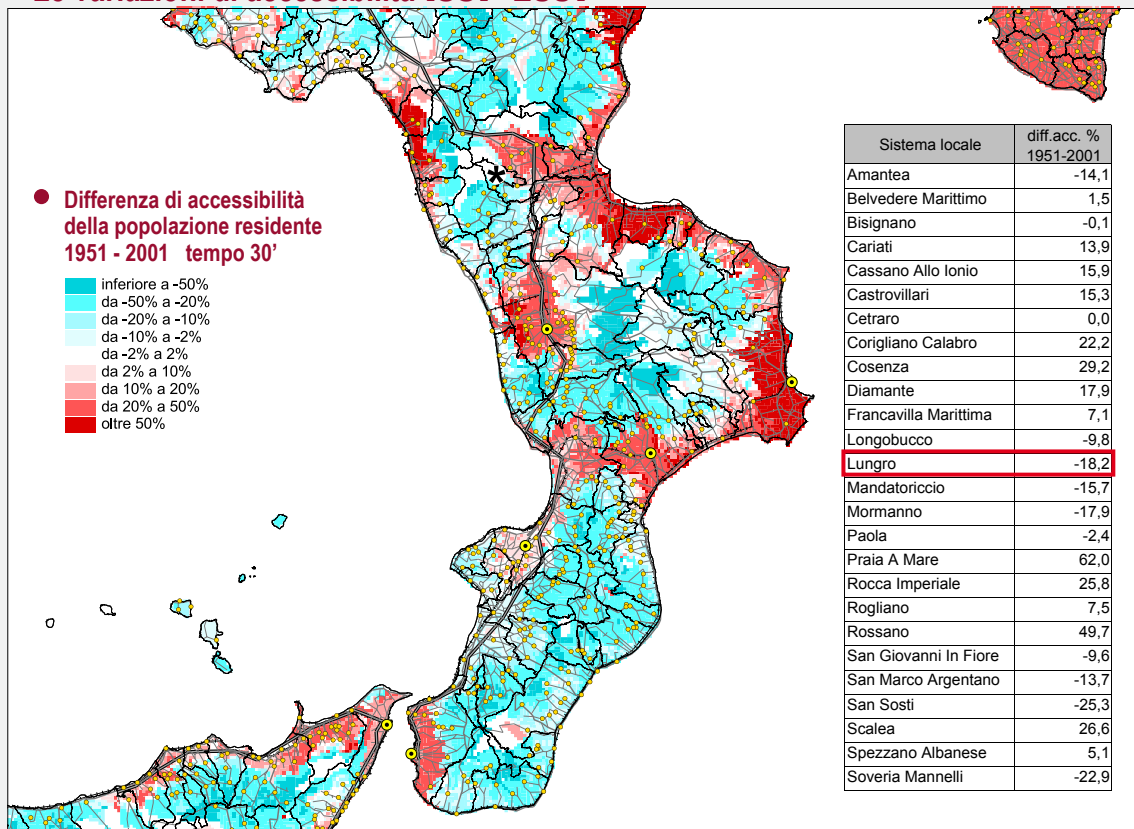 Le variazioni di accessibilità 1951 - 2001
Differenza di accessibilità
della popolazione residente
1951 - 2001 tempo 30'
inferiore a -50%
da -50% a -20%
da -20% a -10%
da -10% a -2%
da -2% a 2%
da 2% a 10%
da 10% a 20%
da 20% a 50%
oltre 50%
*
Sistema locale diff.acc. % 1951-2001
Amantea -14,1
Belvedere Marittimo 1,5
Bisignano -0,1
Cariati 13,9
Cassano Allo Ionio 15,9
Castrovillari 15,3
Cetraro 0,0
Corigliano Calabro 22,2
Cosenza 29,2
Diamante 17,9
Francavilla Marittima 7,1
Longobucco -9,8
Lungro -18,2
Mandatoriccio -15,7
Mormanno -17,9
Paola -2,4
Praia A Mare 62,0
Rocca Imperiale 25,8
Rogliano 7,5
Rossano 49,7
San Giovanni In Fiore -9,6
San Marco Argentano -13,7
San Sosti -25,3
Scalea 26,6
Spezzano Albanese 5,1
Soveria Mannelli -22,9